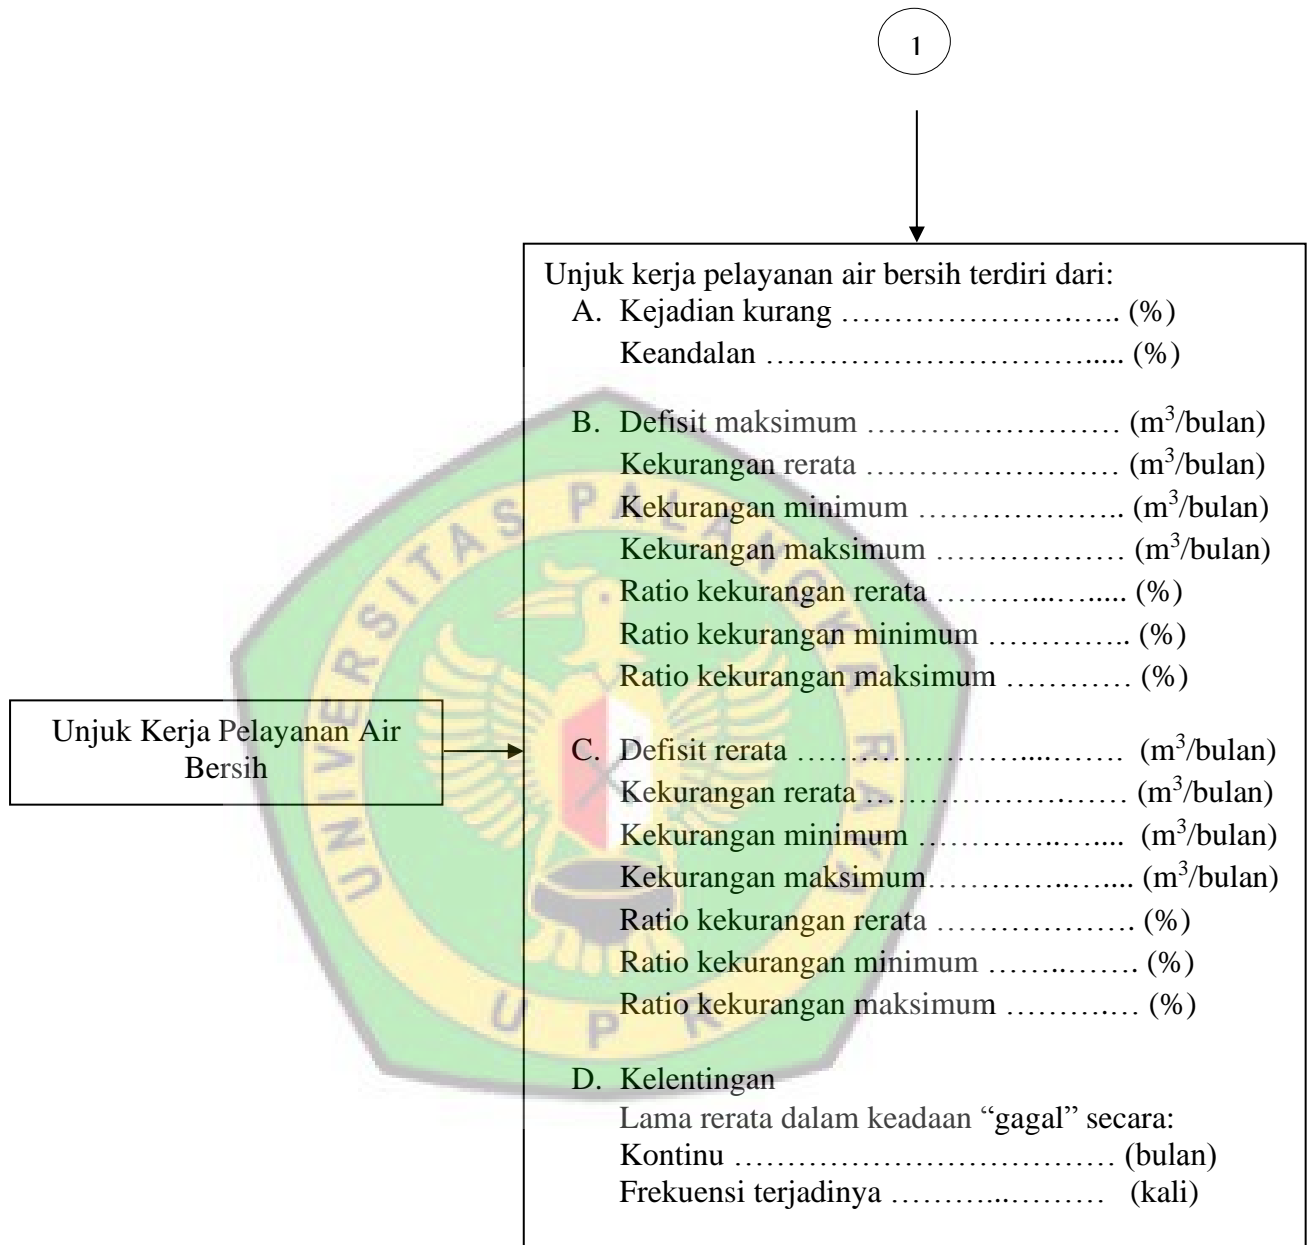 1
Unjuk kerja pelayanan air bersih terdiri dari:
A. Kejadian kurang ………………….….. (%)
Keandalan …………………………..... (%)
B. Defisit maksimum …………………… (m³/bulan)
Kekurangan rerata …………………… (m³/bulan)
Kekurangan minimum ……………….. (m³/bulan)
Kekurangan maksimum ……………… (m³/bulan)
Ratio kekurangan rerata ………...…..... (%)
Ratio kekurangan minimum ………….. (%)
Ratio kekurangan maksimum ………… (%)
Unjuk Kerja Pelayanan Air
Bersih
C. Defisit rerata …………………....……. (m³/bulan)
Kekurangan rerata ……………….…… (m³/bulan)
Kekurangan minimum …………..….... (m³/bulan)
Kekurangan maksimum…………..….... (m³/bulan)
Ratio kekurangan rerata ………………. (%)
Ratio kekurangan minimum ……..……. (%)
Ratio kekurangan maksimum ……….… (%)
D. Kelentingan
Lama rerata dalam keadaan “gagal” secara:
Kontinu ……………………………… (bulan)
Frekuensi terjadinya ………...……… (kali)
UNIVERSITAS PALANGKA RAYA
U P R